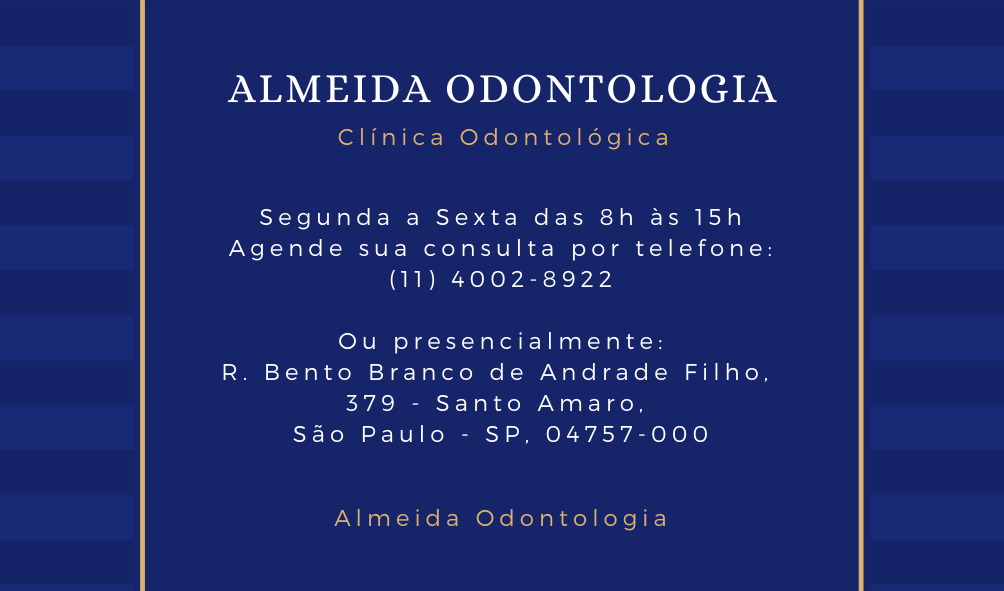 ALMEIDA ODONTOLOGIA
Clínica Odontológica
Segunda a Sexta das 8h às 15h
Agende sua consulta por telefone:
(11) 4002-8922
Ou presencialmente:
R. Bento Branco de Andrade Filho,
379 - Santo Amaro,
São Paulo - SP, 04757-000
Almeida Odontologia